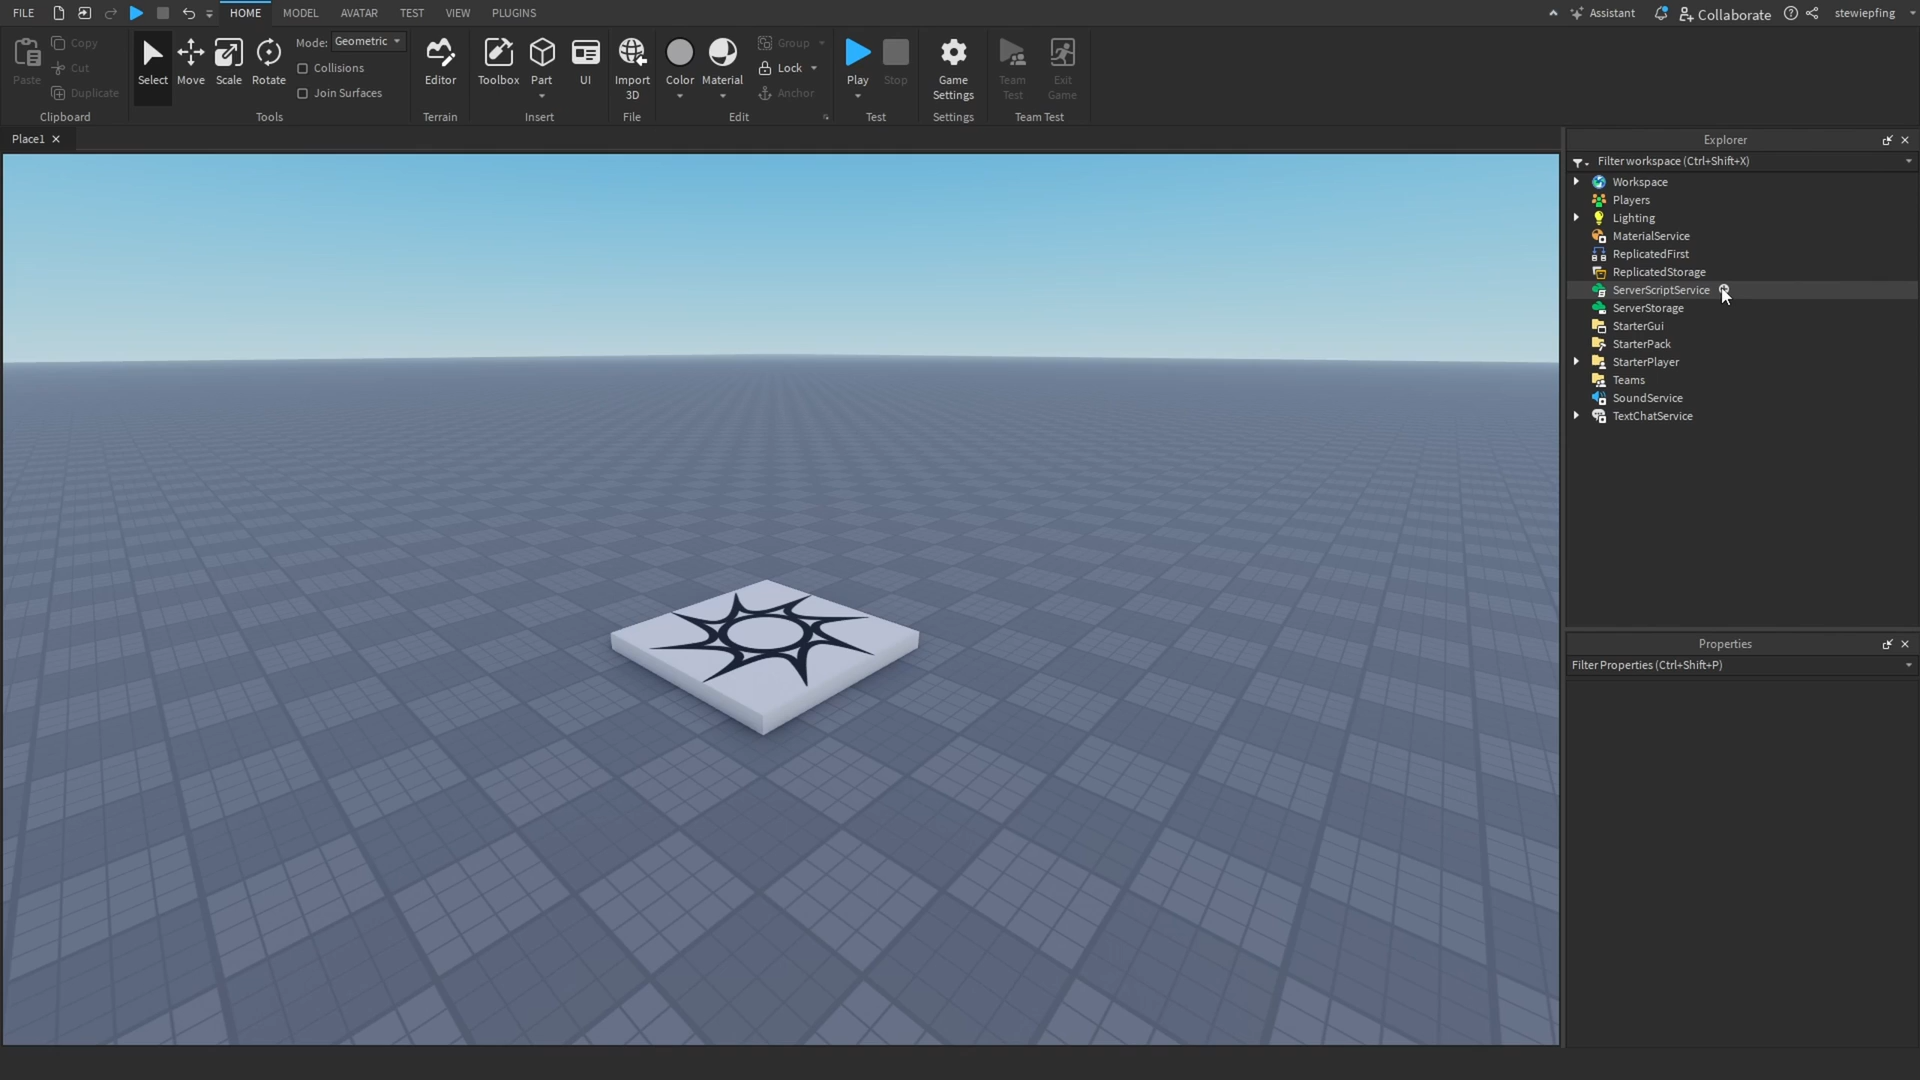 FILE HOME MODEL AVATAR TEST VIEW PLUGINS Assistant Collaborate stewiepfing
Paste Copy Cut Duplicate
Clipboard
Select Move Scale Rotate
Mode: Geometric
Collisions
Join Surfaces
Tools
Editor
Terrain
Toolbox Part UI
Insert
Import
3D
File
Color Material
Group
Lock
Anchor
Edit
Play Stop
Test
Game
Settings
Settings
Team
Test
Exit
Game
Team Test
Place1
Explorer
Filter workspace (Ctrl+Shift+X)
Workspace
Players
Lighting
MaterialService
ReplicatedFirst
ReplicatedStorage
ServerScriptService
ServerStorage
StarterGui
StarterPack
StarterPlayer
Teams
SoundService
TextChatService
Properties
Filter Properties (Ctrl+Shift+P)